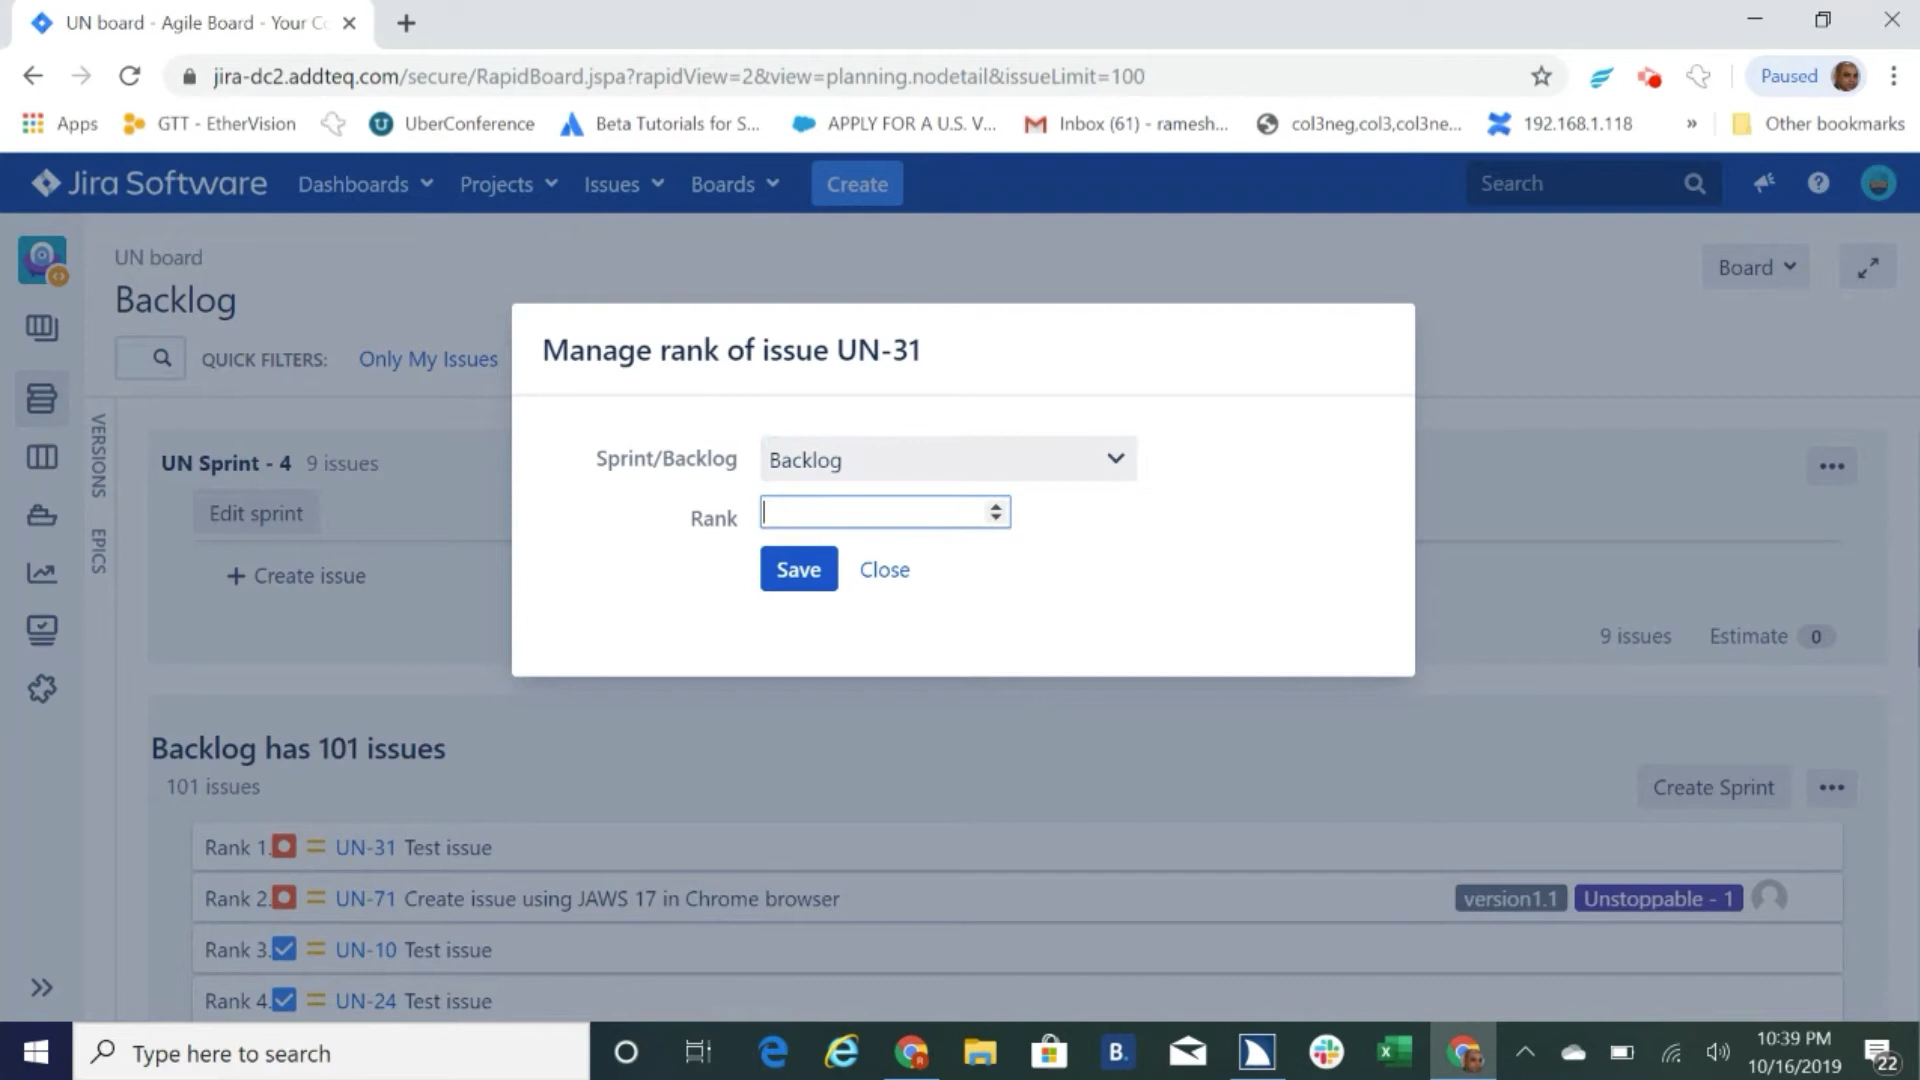 UN board - Agile Board - Your Co
jira-dc2.addteq.com/secure/RapidBoard.jspa?rapidView=2&view=planning.nodetail&issueLimit=100
Paused
Apps
GTT - EtherVision
UberConference
Beta Tutorials for S...
APPLY FOR A U.S. V...
Inbox (61) - ramesh...
col3neg,col3,col3ne...
192.168.1.118
»
Other bookmarks
Jira Software
Dashboards
Projects
Issues
Boards
Create
Search
UN board
Backlog
Board
QUICK FILTERS:
Only My Issues
VERSIONS
EPICS
Manage rank of issue UN-31
Sprint/Backlog
Backlog
Rank
Save
Close
UN Sprint - 4 9 issues
Edit sprint
+ Create issue
9 issues Estimate 0
Backlog has 101 issues
101 issues
Create Sprint
Rank 1. UN-31 Test issue
Rank 2. UN-71 Create issue using JAWS 17 in Chrome browser
version1.1
Unstoppable - 1
Rank 3. UN-10 Test issue
Rank 4. UN-24 Test issue
Type here to search
B.
10:39 PM
10/16/2019
22